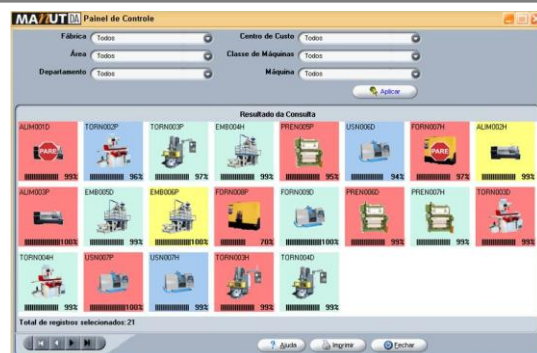 MANNUT DA Painel de Controle
Fábrica Todos Centro de Custo Todos
Área Todos Classe de Máquinas Todos
Departamento Todos Máquina Todos
Aplicar
Resultado da Consulta
ALIM001D TORN002P TORN003P EMB004H PREN005P USN006D FORN007H ALIM002H
PARE PARE
99% 96% 97% 99% 95% 94% 97% 99%
ALIM003P EMB005D EMB006P FORN008P FORN009D PREN006D PREN007H TORN003D
100% 99% 100% 70% 100% 99% 99% 99%
TORN004H USN007P USN007H TORN003H TORN004D
99% 100% 99% 99% 99%
Total de registros selecionados: 21
Ajuda Imprimir Fechar